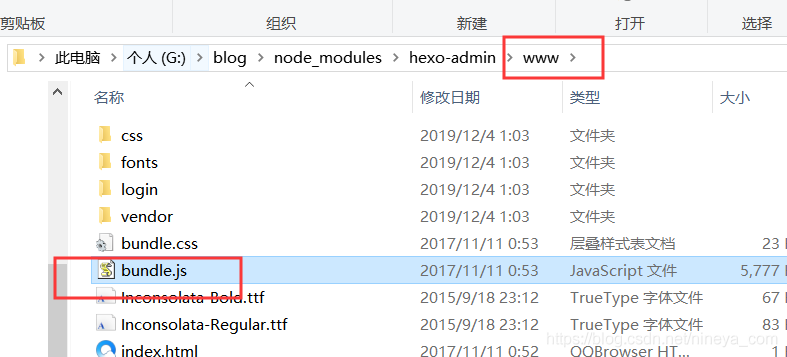 剪贴板 组织 新建 打开 选择
此电脑 > 个人 (G:) > blog > node_modules > hexo-admin > www >
名称 修改日期 类型 大小
css 2019/12/4 1:03 文件夹
fonts 2019/12/4 1:03 文件夹
login 2019/12/4 1:03 文件夹
vendor 2019/12/4 1:03 文件夹
bundle.css 2017/11/11 0:53 层叠样式表文档 23 K
bundle.js 2017/11/11 0:53 JavaScript 文件 5,777 K
Inconsolata-Bold.ttf 2015/9/18 23:12 TrueType 字体文件 67 K
Inconsolata-Regular.ttf 2015/9/18 23:12 TrueType 字体文件 83 K
index.html 2017/11/11 0:53 QQBrowser HT...
https://blog.csdn.net/nineya_com